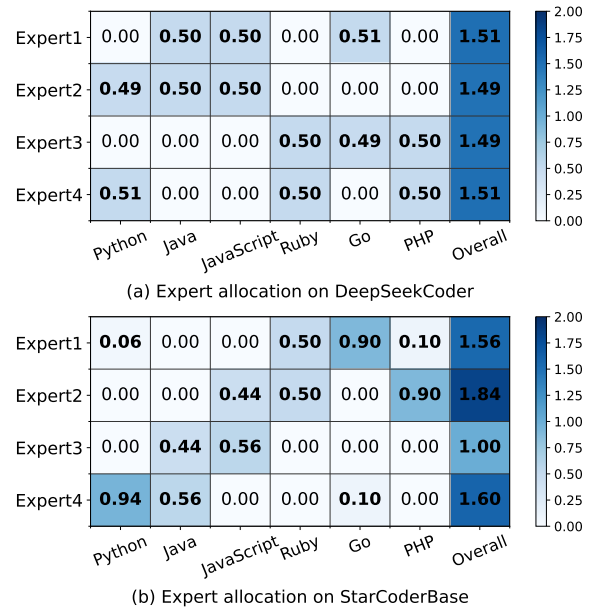 Expert1 0.00 0.50 0.50 0.00 0.51 0.00 1.51
Expert2 0.49 0.50 0.50 0.00 0.00 0.00 1.49
Expert3 0.00 0.00 0.00 0.50 0.49 0.50 1.49
Expert4 0.51 0.00 0.00 0.50 0.00 0.50 1.51
Python Java JavaScript Ruby Go PHP Overall
2.00
1.75
1.50
1.25
1.00
0.75
0.50
0.25
0.00
(a) Expert allocation on DeepSeekCoder
Expert1 0.06 0.00 0.00 0.50 0.90 0.10 1.56
Expert2 0.00 0.00 0.44 0.50 0.00 0.90 1.84
Expert3 0.00 0.44 0.56 0.00 0.00 0.00 1.00
Expert4 0.94 0.56 0.00 0.00 0.10 0.00 1.60
Python Java JavaScript Ruby Go PHP Overall
2.00
1.75
1.50
1.25
1.00
0.75
0.50
0.25
0.00
(b) Expert allocation on StarCoderBase